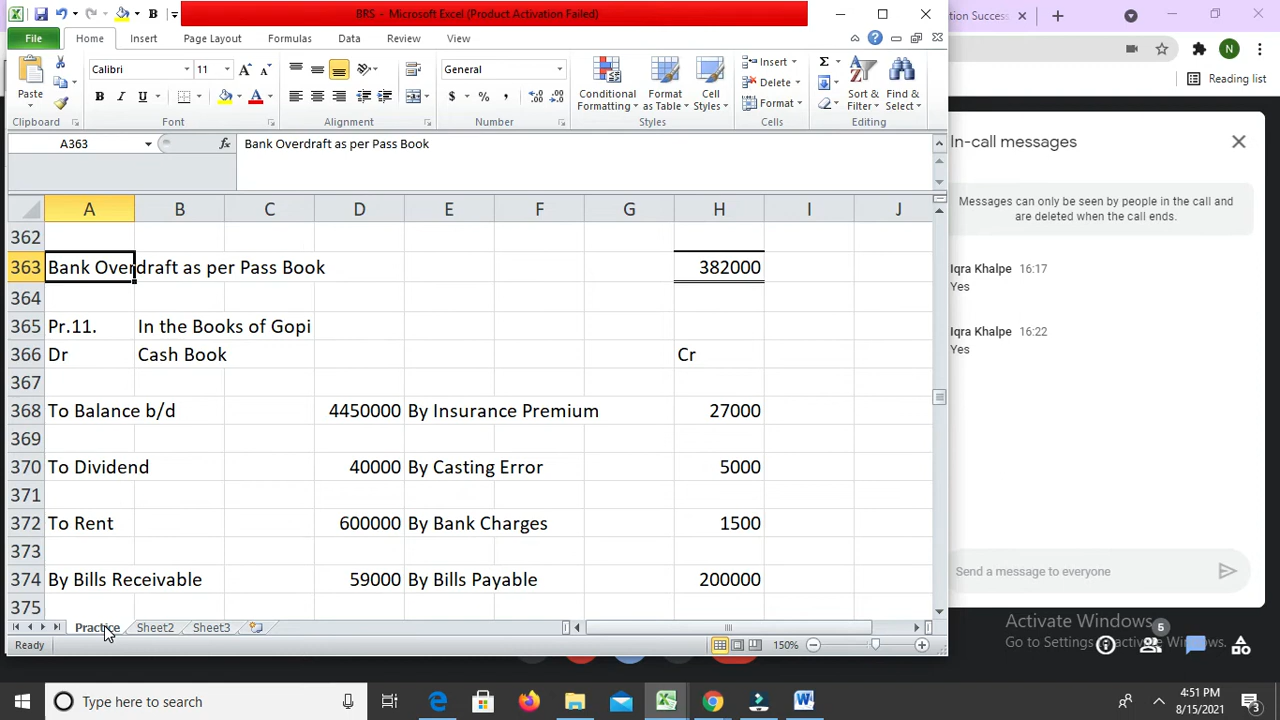 BRS - Microsoft Excel (Product Activation Failed)
tion Success
File Home Insert Page Layout Formulas Data Review View
N
Reading list
Paste
Calibri 11
General
Conditional Formatting
Format as Table
Cell Styles
Insert
Delete
Format
Sort & Filter
Find & Select
Clipboard Font Alignment Number Styles Cells Editing
A363 fx Bank Overdraft as per Pass Book
In-call messages
Messages can only be seen by people in the call and
are deleted when the call ends.
Iqra Khalpe 16:17
Yes
Iqra Khalpe 16:22
Yes
Send a message to everyone
A B C D E F G H I J
362
363 Bank Overdraft as per Pass Book 382000
364
365 Pr.11. In the Books of Gopi
366 Dr Cash Book Cr
367
368 To Balance b/d 4450000 By Insurance Premium 27000
369
370 To Dividend 40000 By Casting Error 5000
371
372 To Rent 600000 By Bank Charges 1500
373
374 By Bills Receivable 59000 By Bills Payable 200000
375
Practice Sheet2 Sheet3
Ready 150%
Activate Windows
Go to Settings to activate Windows.
6
Type here to search
4:51 PM
8/15/2021
3